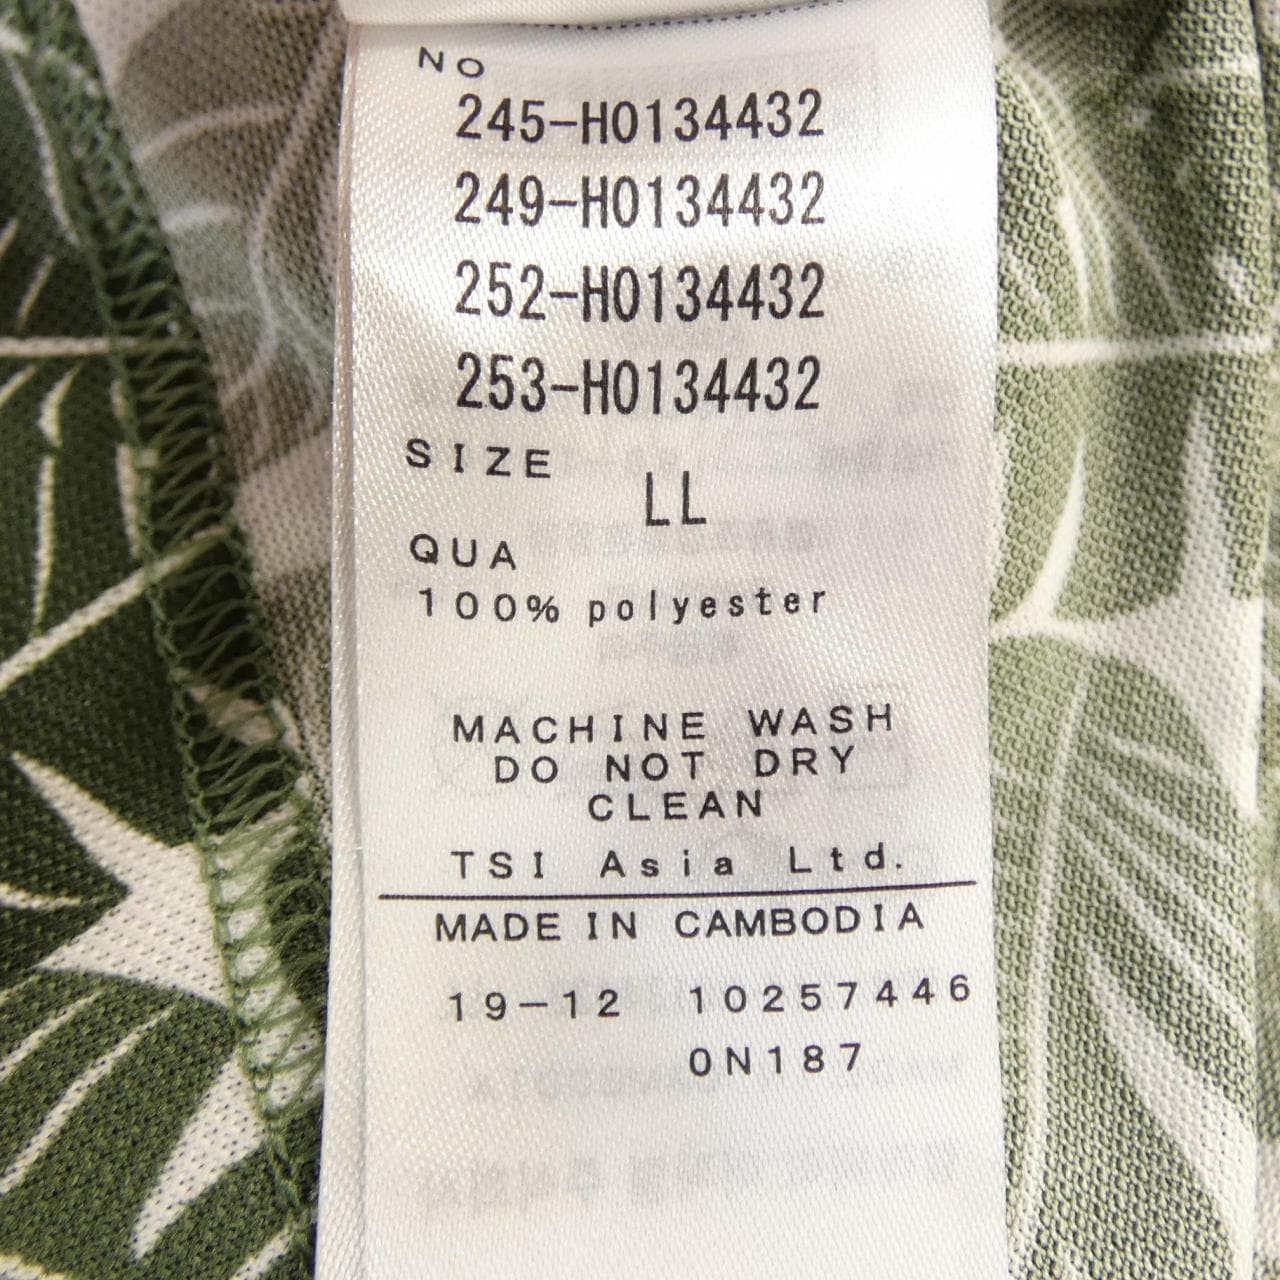 NO
245-H0134432
249-H0134432
252-H0134432
253-H0134432
SIZE
LL
QUA
100% polyester
MACHINE WASH
DO NOT DRY
CLEAN
TSI Asia Ltd.
MADE IN CAMBODIA
19-12 10257446
0N187